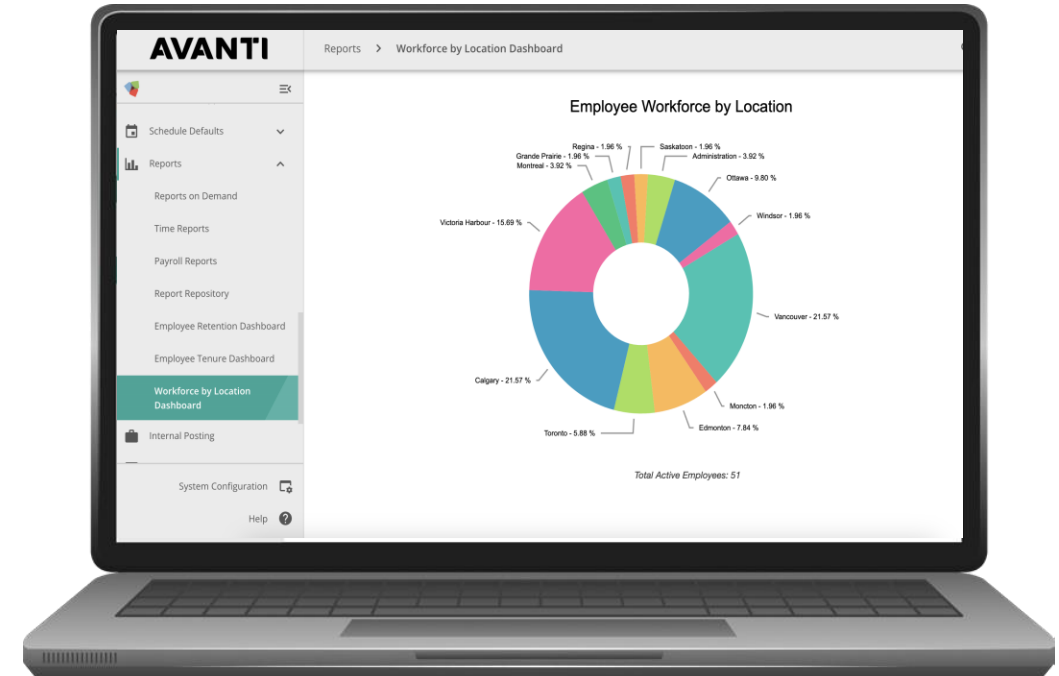 AVANTI
Reports > Workforce by Location Dashboard
Schedule Defaults
Reports
Reports on Demand
Time Reports
Payroll Reports
Report Repository
Employee Retention Dashboard
Employee Tenure Dashboard
Workforce by Location
Dashboard
Internal Posting
System Configuration
Help ?
Employee Workforce by Location
Regina - 1.96 %
Saskatoon - 1.96 %
Grande Prairie - 1.96 %
Administration - 3.92 %
Montreal - 3.92 %
Ottawa - 9.80 %
Victoria Harbour - 15.69 %
Windsor - 1.96 %
Vancouver - 21.57 %
Calgary - 21.57 %
Moncton - 1.96 %
Edmonton - 7.84 %
Toronto - 5.88 %
Total Active Employees: 51